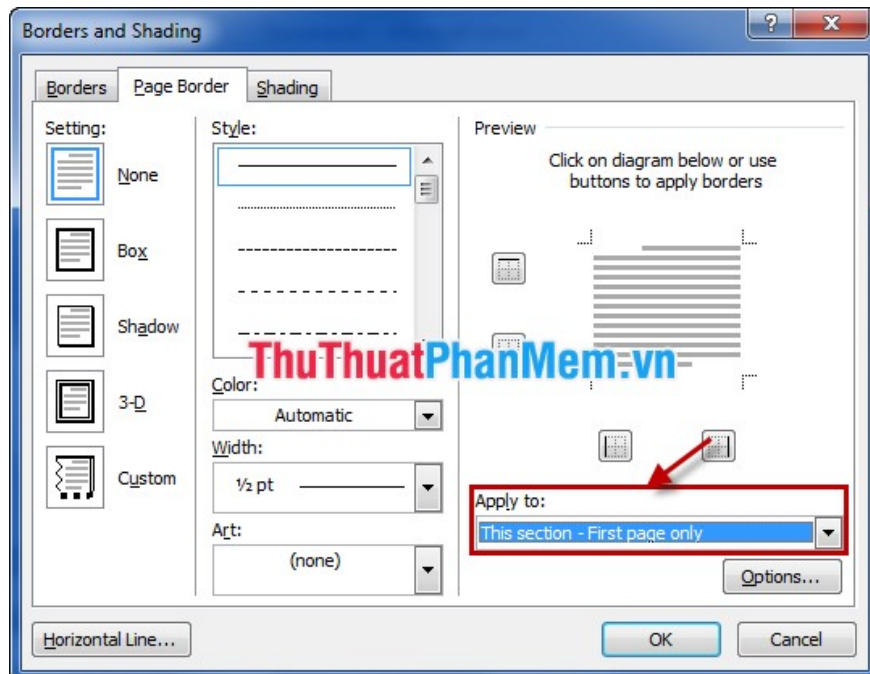 Borders and Shading
Borders Page Border Shading
Setting:
None
Box
Shadow
3-D
Custom
Style:
Color:
Automatic
Width:
½ pt
Art:
(none)
Preview
Click on diagram below or use
buttons to apply borders
ThuThuatPhanMem.vn
Apply to:
This section - First page only
Options...
Horizontal Line...
OK
Cancel